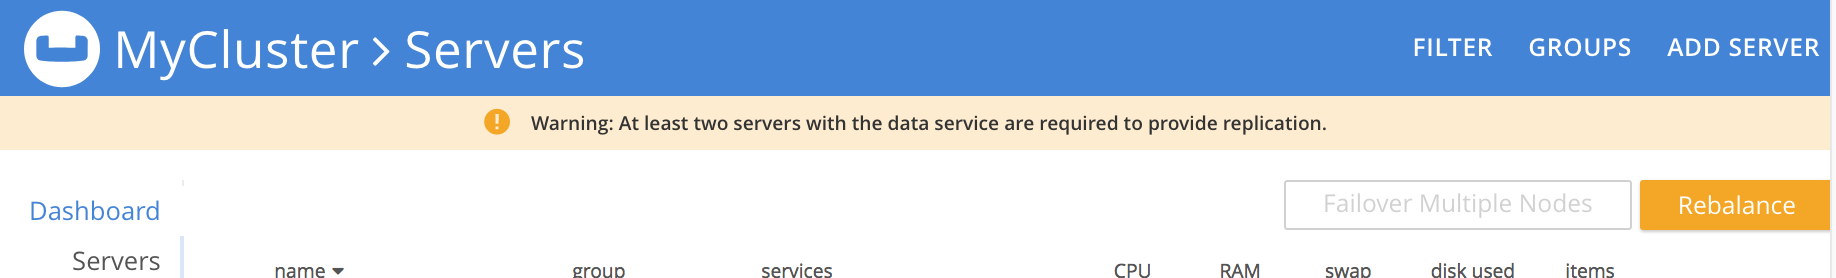 MyCluster > Servers
FILTER GROUPS ADD SERVER
Warning: At least two servers with the data service are required to provide replication.
Dashboard
Failover Multiple Nodes
Rebalance
Servers
name group services CPU RAM swap disk used items